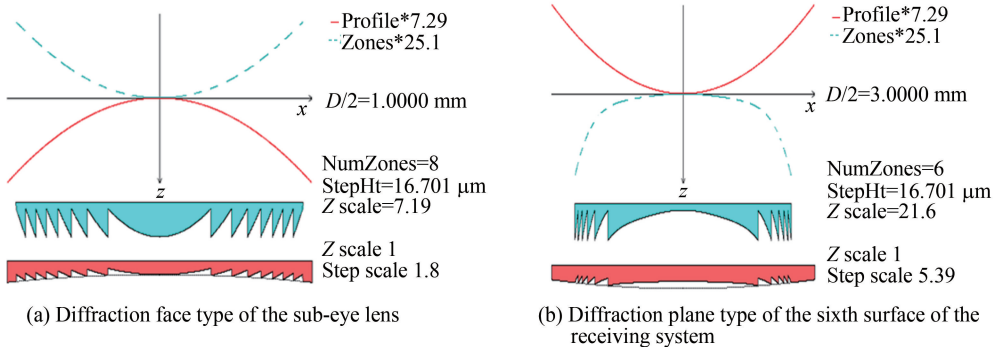 Profile*7.29
Zones*25.1
x
D/2=1.0000 mm
NumZones=8
StepHt=16.701 μm
z
Z scale=7.19
Z scale 1
Step scale 1.8
(a) Diffraction face type of the sub-eye lens
Profile*7.29
Zones*25.1
x
D/2=3.0000 mm
NumZones=6
StepHt=16.701 μm
z
Z scale=21.6
Z scale 1
Step scale 5.39
(b) Diffraction plane type of the sixth surface of the
receiving system